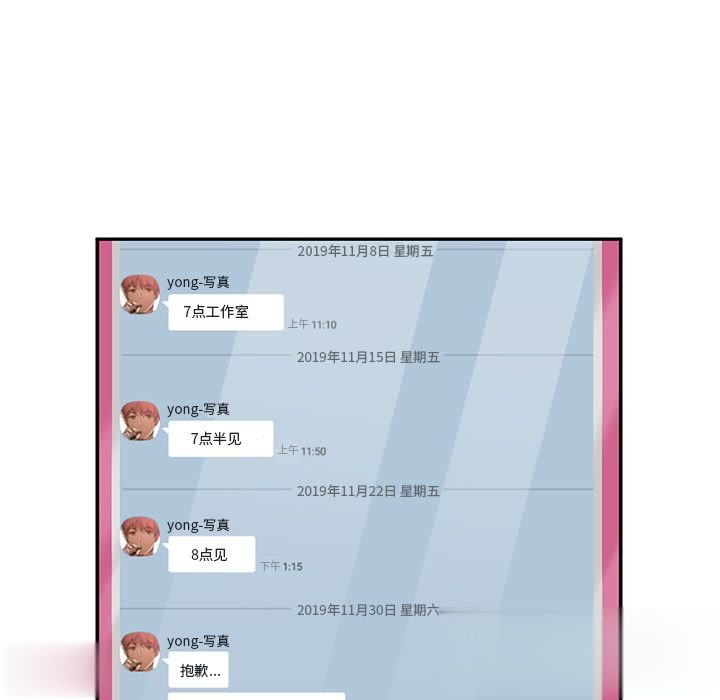 2019年11月8日 星期五
yong-写真
7点工作室
上午 11:10
2019年11月15日 星期五
yong-写真
7点半见
上午 11:50
2019年11月22日 星期五
yong-写真
8点见
下午 1:15
2019年11月30日 星期六
yong-写真
抱歉...